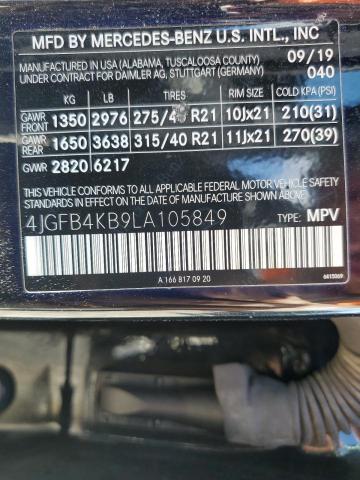 MFD BY MERCEDES-BENZ U.S. INTL., INC
MANUFACTURED IN USA (ALABAMA, TUSCALOOSA COUNTY) 09/19
UNDER CONTRACT FOR DAIMLER AG, STUTTGART (GERMANY) 040
KG LB TIRES RIM SIZE COLD KPA (PSI)
GAWR FRONT 1350 2976 275/4 R21 10Jx21 210(31)
GAWR REAR 1650 3638 315/40 R21 11Jx21 270(39)
GVWR 2820 6217
THIS VEHICLE CONFORMS TO ALL APPLICABLE FEDERAL MOTOR VEHICLE SAFETY
STANDARDS IN EFFECT ON THE DATE OF MANUFACTURE SHOWN ABOVE.
4JGFB4KB9LA105849 TYPE: MPV
A 166 817 09 20